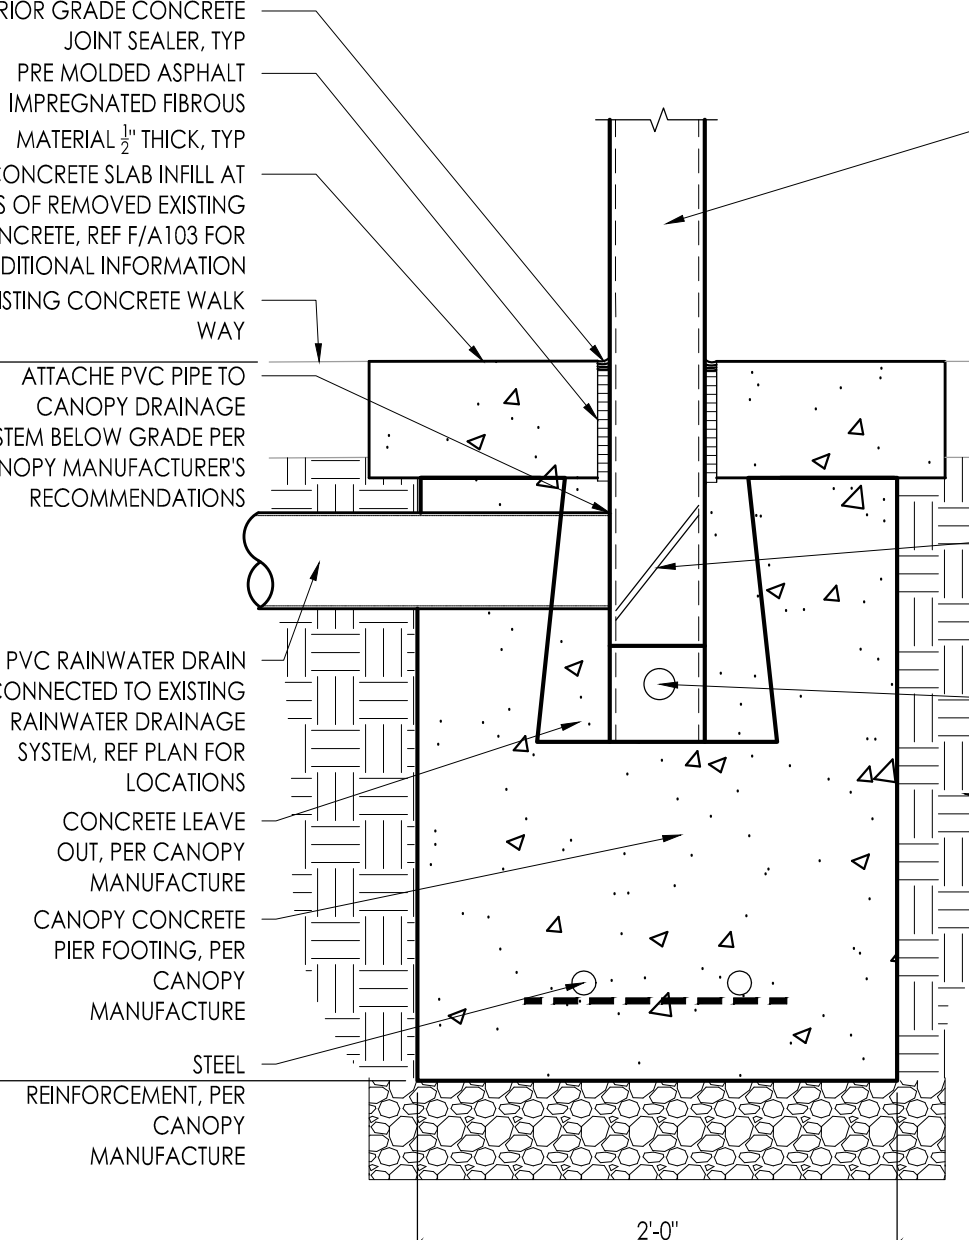 RIOR GRADE CONCRETE
JOINT SEALER, TYP
PRE MOLDED ASPHALT
IMPREGNATED FIBROUS
MATERIAL ½" THICK, TYP
CONCRETE SLAB INFILL AT
S OF REMOVED EXISTING
NCRETE, REF F/A103 FOR
DITIONAL INFORMATION
ISTING CONCRETE WALK
WAY
ATTACHE PVC PIPE TO
CANOPY DRAINAGE
STEM BELOW GRADE PER
NOPY MANUFACTURER'S
RECOMMENDATIONS
PVC RAINWATER DRAIN
CONNECTED TO EXISTING
RAINWATER DRAINAGE
SYSTEM, REF PLAN FOR
LOCATIONS
CONCRETE LEAVE
OUT, PER CANOPY
MANUFACTURE
CANOPY CONCRETE
PIER FOOTING, PER
CANOPY
MANUFACTURE
STEEL
REINFORCEMENT, PER
CANOPY
MANUFACTURE
2'-0"